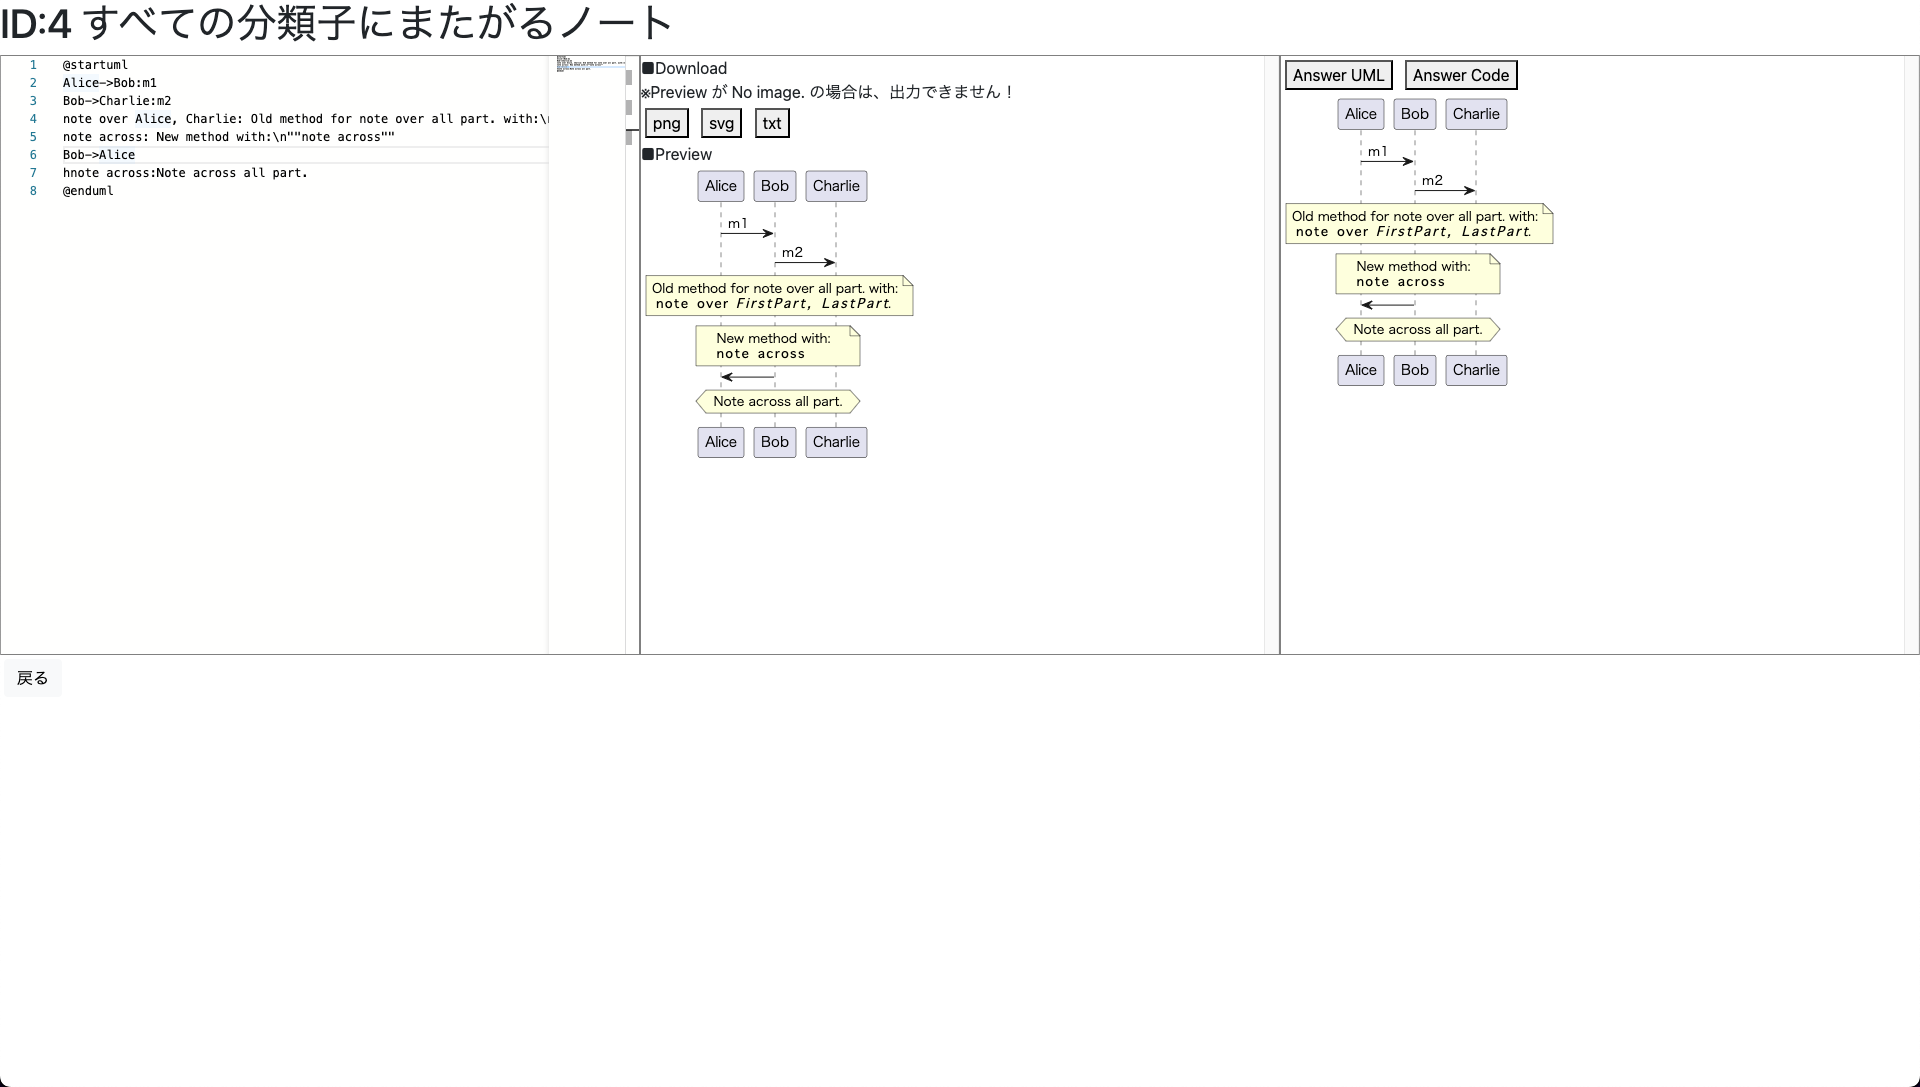 ID:4 すべての分類子にまたがるノート
1 @startuml
2 Alice->Bob:m1
3 Bob->Charlie:m2
4 note over Alice, Charlie: Old method for note over all part. with:\
5 note across: New method with:\n""note across""
6 Bob->Alice
7 hnote across:Note across all part.
8 @enduml
■Download
※Preview が No image. の場合は、出力できません！
png svg txt
■Preview
Alice Bob Charlie
m1
m2
Old method for note over all part. with:
note over FirstPart, LastPart.
New method with:
note across
Note across all part.
Alice Bob Charlie
Answer UML Answer Code
Alice Bob Charlie
m1
m2
Old method for note over all part. with:
note over FirstPart, LastPart.
New method with:
note across
Note across all part.
Alice Bob Charlie
戻る